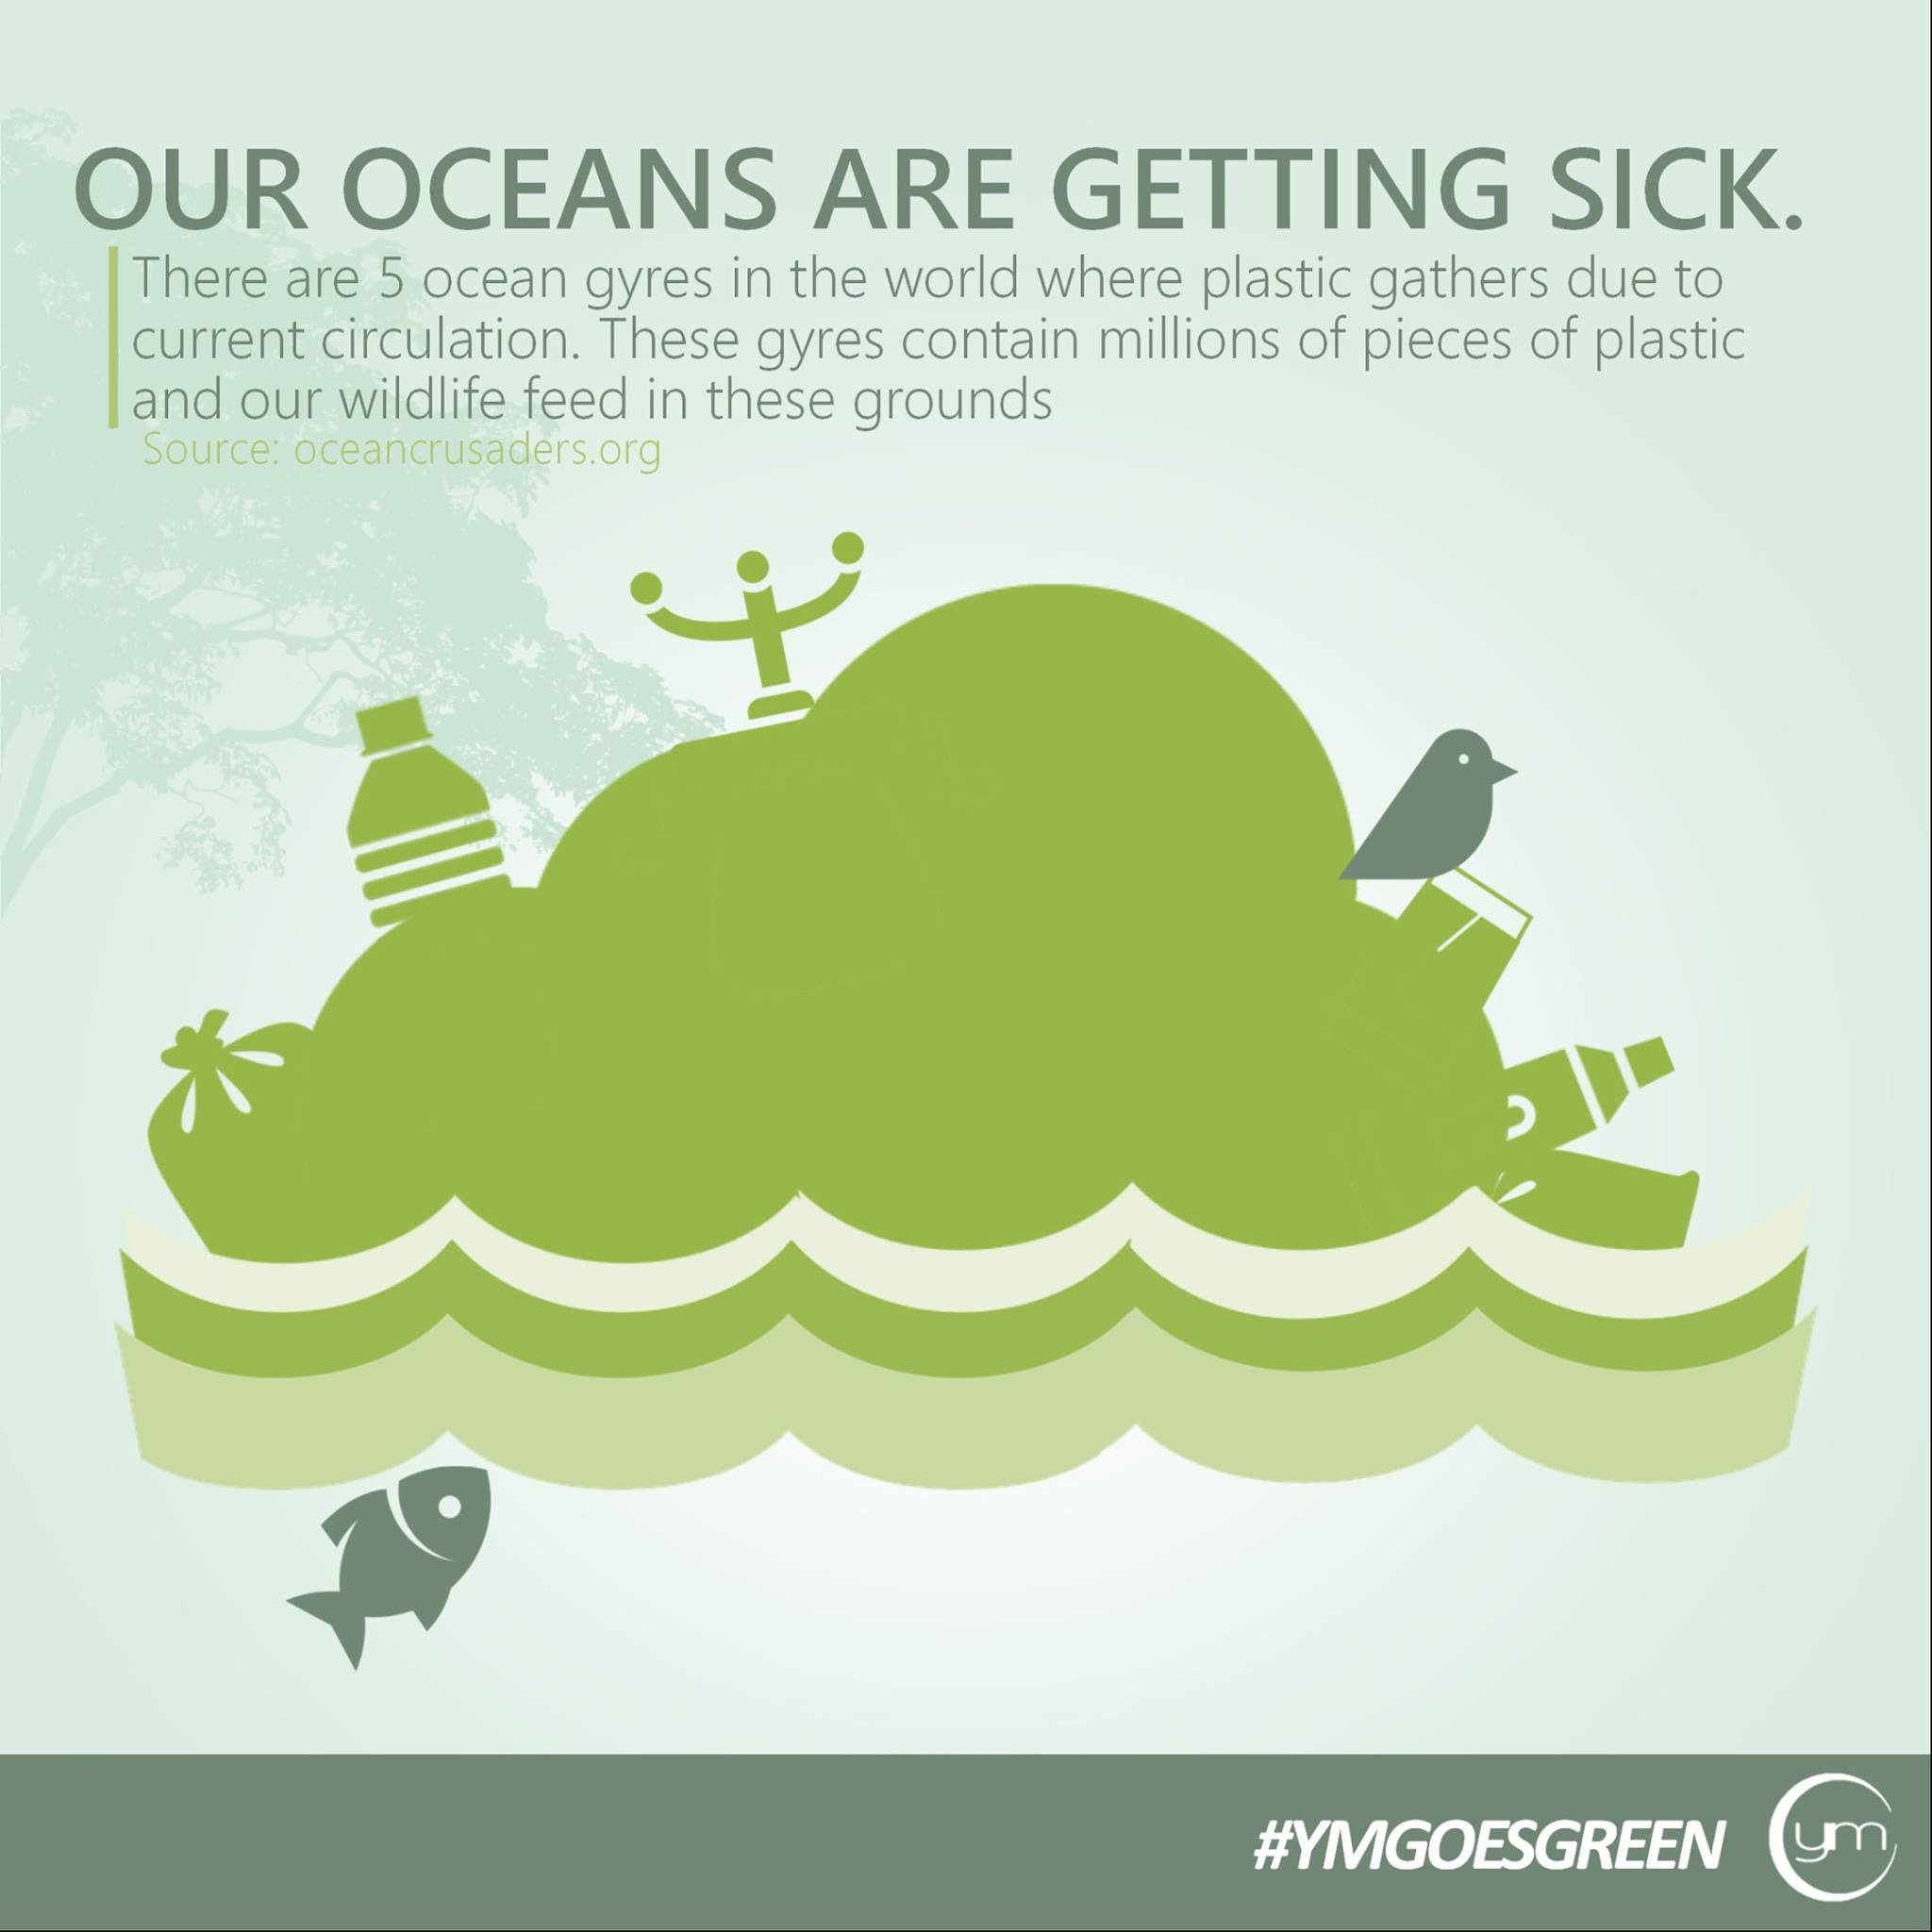 OUR OCEANS ARE GETTING SICK.
There are 5 ocean gyres in the world where plastic gathers due to
current circulation. These gyres contain millions of pieces of plastic
and our wildlife feed in these grounds
Source: oceancrusaders.org
#YMGOESGREEN
ym